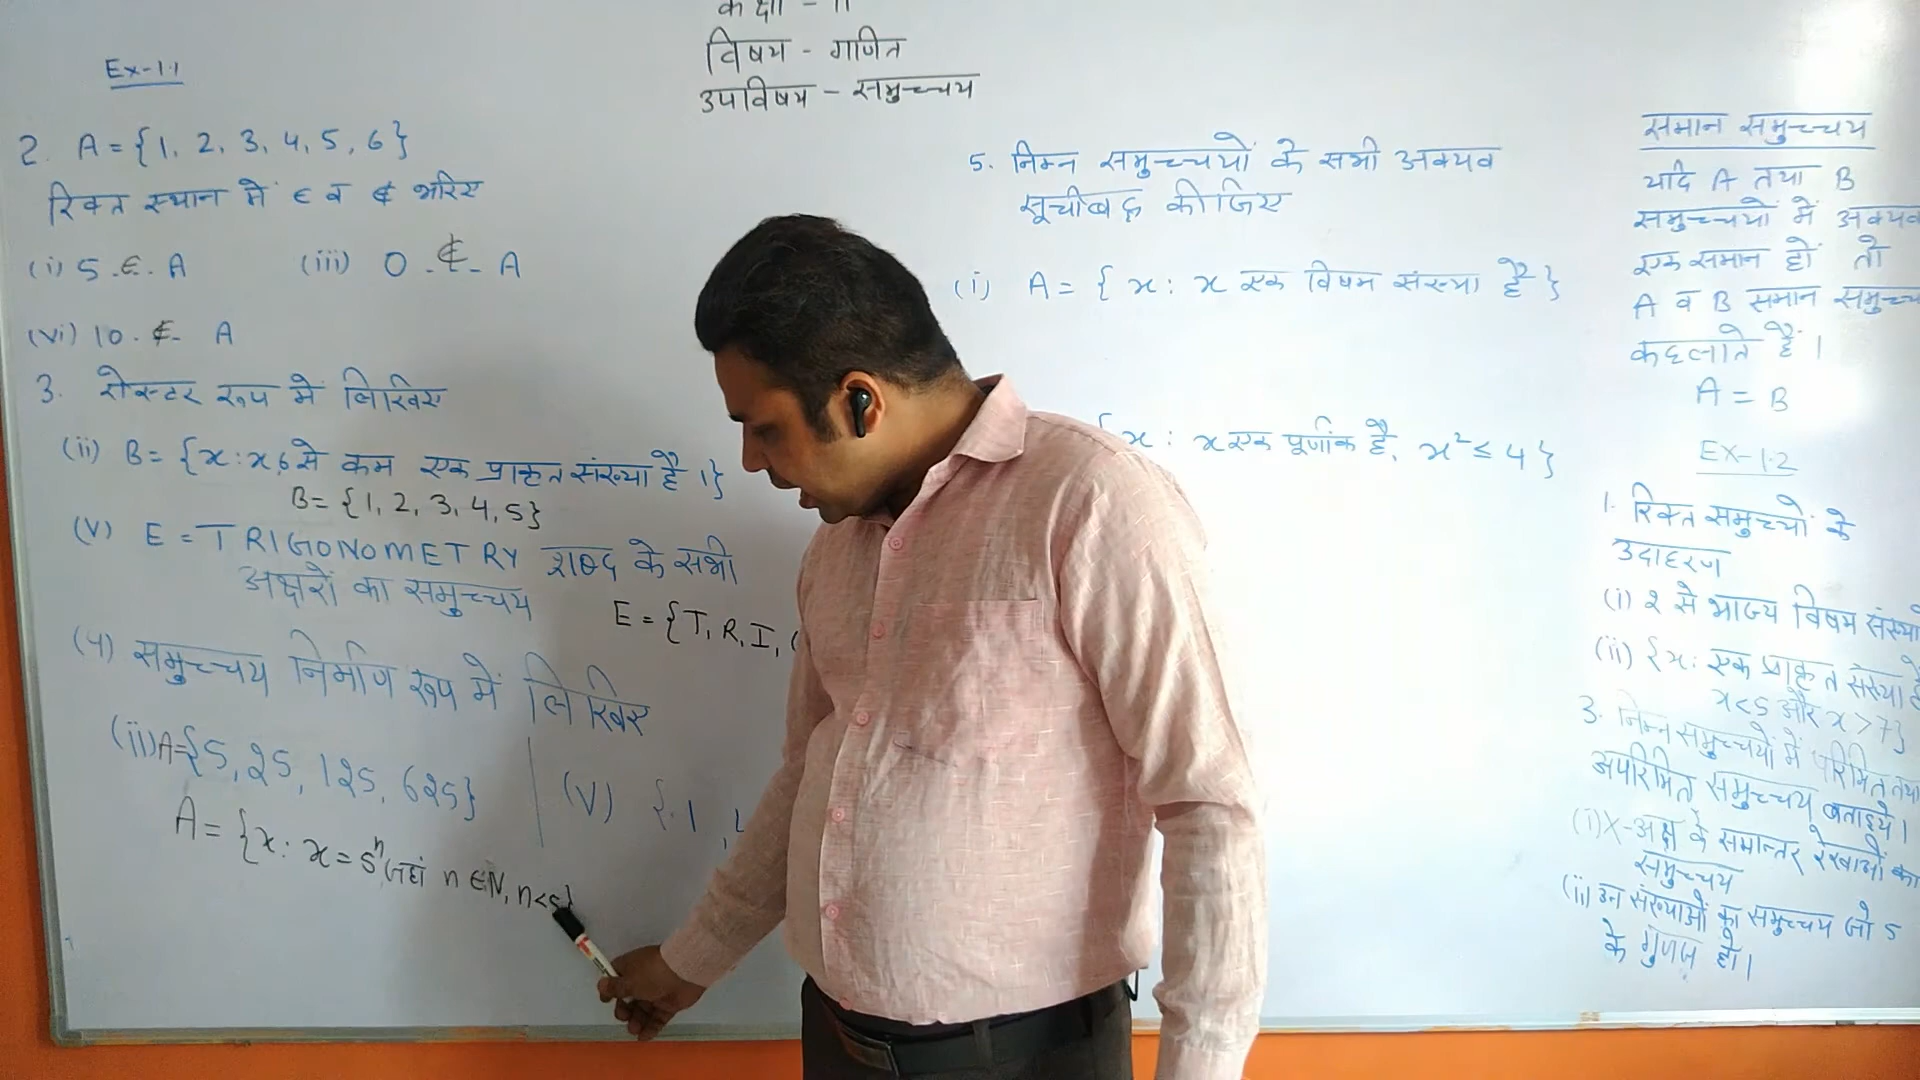 कक्षा - 11
विषय - गणित
उपविषय - समुच्चय
Ex-1.1
2. A = {1, 2, 3, 4, 5, 6}
रिक्त स्थान में ∈ व ∉ भरिए
(i) 5 .∈. A (iii) 0 .∉. A
(vi) 10 .∉. A
3. रोस्टर रूप में लिखिए
(ii) B = {x : x, 6 से कम एक प्राकृत संख्या है।}
B = {1, 2, 3, 4, 5}
(v) E = TRIGONOMETRY शब्द के सभी
अक्षरों का समुच्चय
E = {T, R, I,
(4) समुच्चय निर्माण रूप में लिखिए
(ii) A = {5, 25, 125, 625}
(v) {1,
A = {x : x = 5ⁿ जहां n ∈ N, n < 5}
5. निम्न समुच्चयों के सभी अवयव
सूचीबद्ध कीजिए
(i) A = {x : x एक विषम संख्या है}
{x : x एक पूर्णांक है, x² ≤ 4}
समान समुच्चय
यदि A तथा B
समुच्चयों में अवयव
एक समान हों तो
A व B समान समुच्च
कहलाते हैं।
A = B
EX-1.2
1. रिक्त समुच्चयों के
उदाहरण
(i) 2 से भाज्य विषम संख्या
(ii) {x : एक प्राकृत संख्या है
x < 5 और x > 7}
3. निम्न समुच्चयों में परिमित तथा
अपरिमित समुच्चय बताइये।
(i) X-अक्ष के समान्तर रेखाओं का
समुच्चय
(ii) उन संख्याओं का समुच्चय जो 5
के गुणज हो।